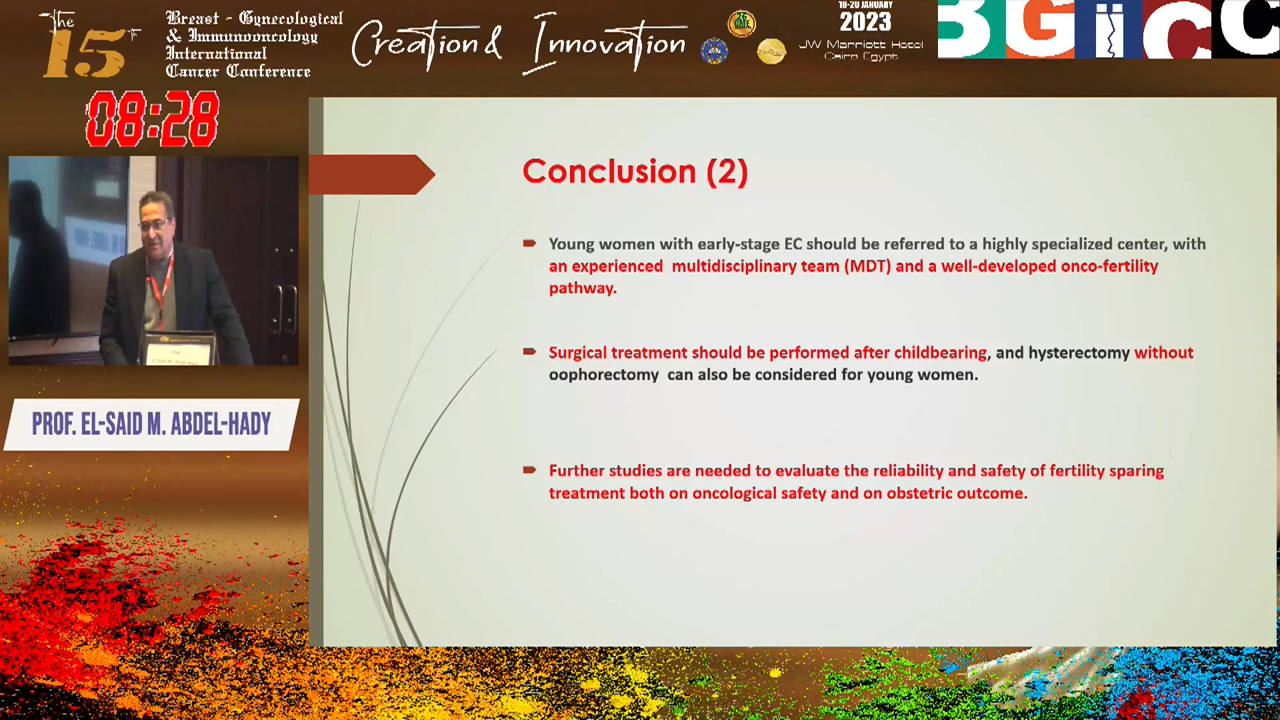 The
15th
Breast - Gynecological
& Immunooncology
International
Cancer Conference
Creation & Innovation
18-20 JANUARY
2023
JW Marriott Hotel
Cairo Egypt
BGiCC
08:28
Conclusion (2)
Young women with early-stage EC should be referred to a highly specialized center, with
an experienced multidisciplinary team (MDT) and a well-developed onco-fertility
pathway.
Surgical treatment should be performed after childbearing, and hysterectomy without
oophorectomy can also be considered for young women.
PROF. EL-SAID M. ABDEL-HADY
Further studies are needed to evaluate the reliability and safety of fertility sparing
treatment both on oncological safety and on obstetric outcome.